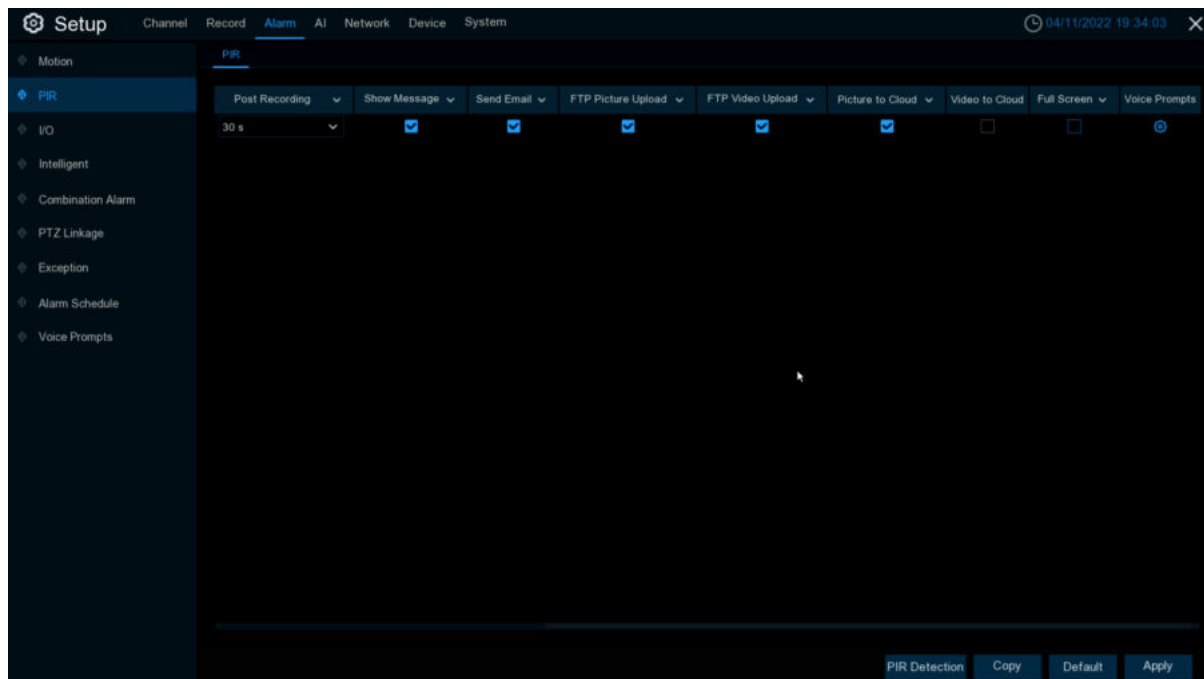 Setup Channel Record Alarm AI Network Device System 04/11/2022 19:34:03
Motion
PIR
I/O
Intelligent
Combination Alarm
PTZ Linkage
Exception
Alarm Schedule
Voice Prompts
PIR
Post Recording Show Message Send Email FTP Picture Upload FTP Video Upload Picture to Cloud Video to Cloud Full Screen Voice Prompts
30 s
PIR Detection Copy Default Apply